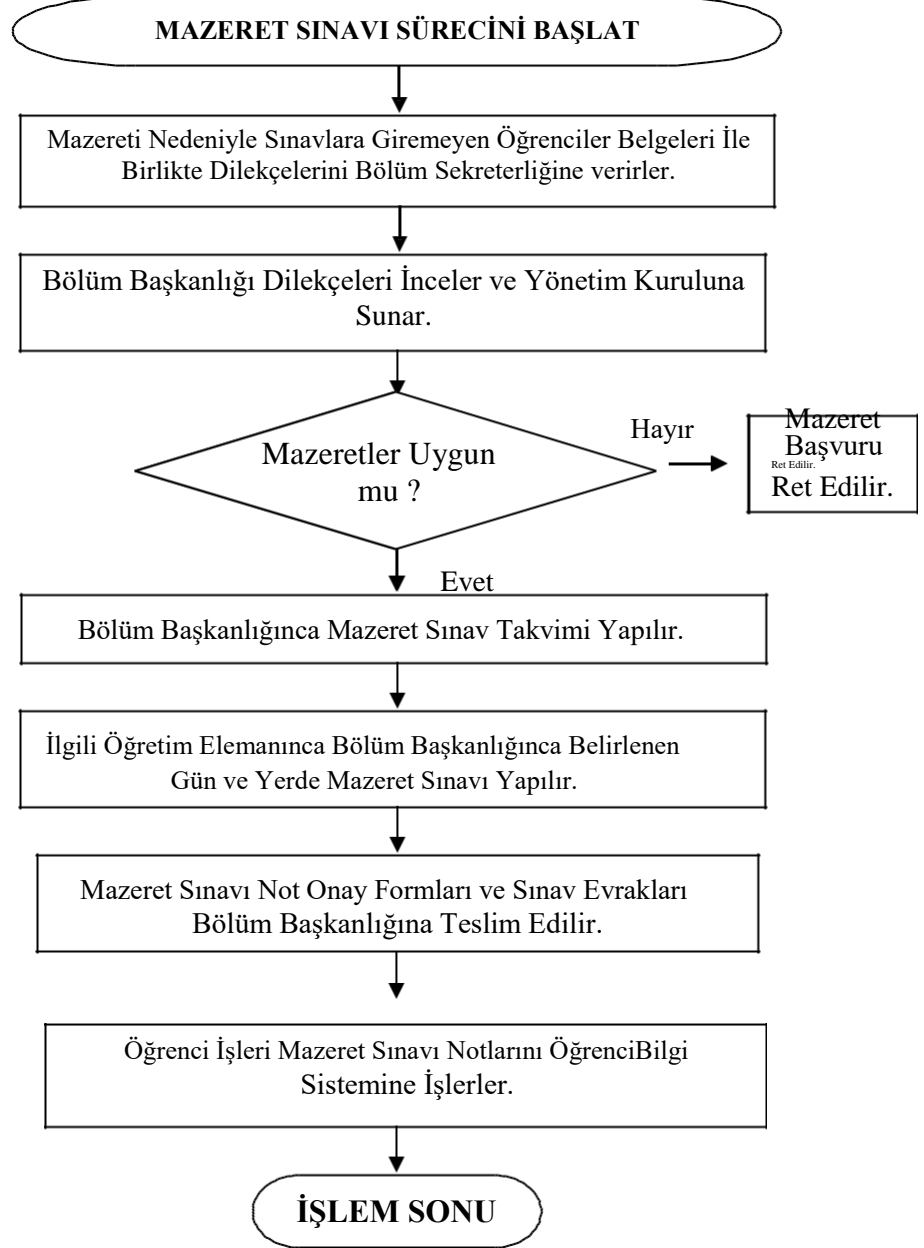 MAZERET SINAVI SÜRECİNİ BAŞLAT
Mazereti Nedeniyle Sınavlara Giremeyen Öğrenciler Belgeleri İle
Birlikte Dilekçelerini Bölüm Sekreterliğine verirler.
Bölüm Başkanlığı Dilekçeleri İnceler ve Yönetim Kuruluna
Sunar.
Mazeretler Uygun
mu ?
Hayır
Mazeret
Başvuru
Ret Edilir.
Ret Edilir.
Evet
Bölüm Başkanlığınca Mazeret Sınav Takvimi Yapılır.
İlgili Öğretim Elemanınca Bölüm Başkanlığınca Belirlenen
Gün ve Yerde Mazeret Sınavı Yapılır.
Mazeret Sınavı Not Onay Formları ve Sınav Evrakları
Bölüm Başkanlığına Teslim Edilir.
Öğrenci İşleri Mazeret Sınavı Notlarını ÖğrenciBilgi
Sistemine İşlerler.
İŞLEM SONU